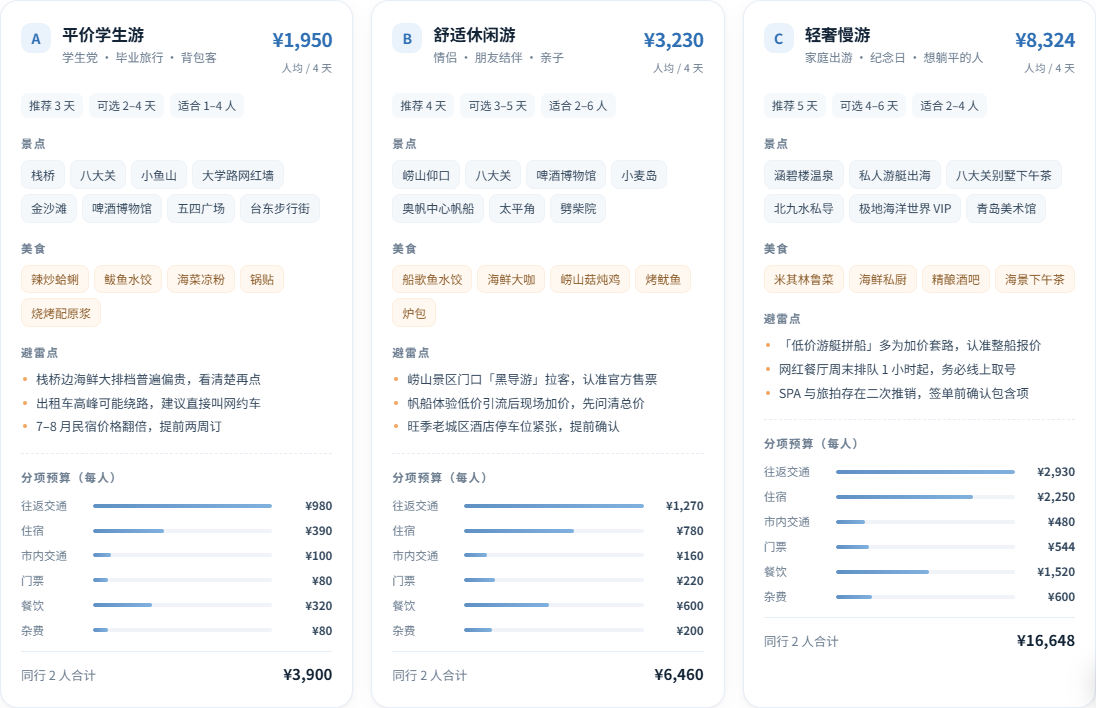 A
平价学生游
学生党 · 毕业旅行 · 背包客
¥1,950
人均 / 4 天
推荐 3 天 可选 2–4 天 适合 1–4 人
景点
栈桥 八大关 小鱼山 大学路网红墙
金沙滩 啤酒博物馆 五四广场 台东步行街
美食
辣炒蛤蜊 鲅鱼水饺 海菜凉粉 锅贴
烧烤配原浆
避雷点
• 栈桥边海鲜大排档普遍偏贵，看清楚再点
• 出租车高峰可能绕路，建议直接叫网约车
• 7–8 月民宿价格翻倍，提前两周订
分项预算（每人）
往返交通 ¥980
住宿 ¥390
市内交通 ¥100
门票 ¥80
餐饮 ¥320
杂费 ¥80
同行 2 人合计 ¥3,900
B
舒适休闲游
情侣 · 朋友结伴 · 亲子
¥3,230
人均 / 4 天
推荐 4 天 可选 3–5 天 适合 2–6 人
景点
崂山仰口 八大关 啤酒博物馆 小麦岛
奥帆中心帆船 太平角 劈柴院
美食
船歌鱼水饺 海鲜大咖 崂山菇炖鸡 烤鱿鱼
炉包
避雷点
• 崂山景区门口「黑导游」拉客，认准官方售票
• 帆船体验低价引流后现场加价，先问清总价
• 旺季老城区酒店停车位紧张，提前确认
分项预算（每人）
往返交通 ¥1,270
住宿 ¥780
市内交通 ¥160
门票 ¥220
餐饮 ¥600
杂费 ¥200
同行 2 人合计 ¥6,460
C
轻奢慢游
家庭出游 · 纪念日 · 想躺平的人
¥8,324
人均 / 4 天
推荐 5 天 可选 4–6 天 适合 2–4 人
景点
涵碧楼温泉 私人游艇出海 八大关别墅下午茶
北九水私导 极地海洋世界 VIP 青岛美术馆
美食
米其林鲁菜 海鲜私厨 精酿酒吧 海景下午茶
避雷点
• 「低价游艇拼船」多为加价套路，认准整船报价
• 网红餐厅周末排队 1 小时起，务必线上取号
• SPA 与旅拍存在二次推销，签单前确认包含项
分项预算（每人）
往返交通 ¥2,930
住宿 ¥2,250
市内交通 ¥480
门票 ¥544
餐饮 ¥1,520
杂费 ¥600
同行 2 人合计 ¥16,648